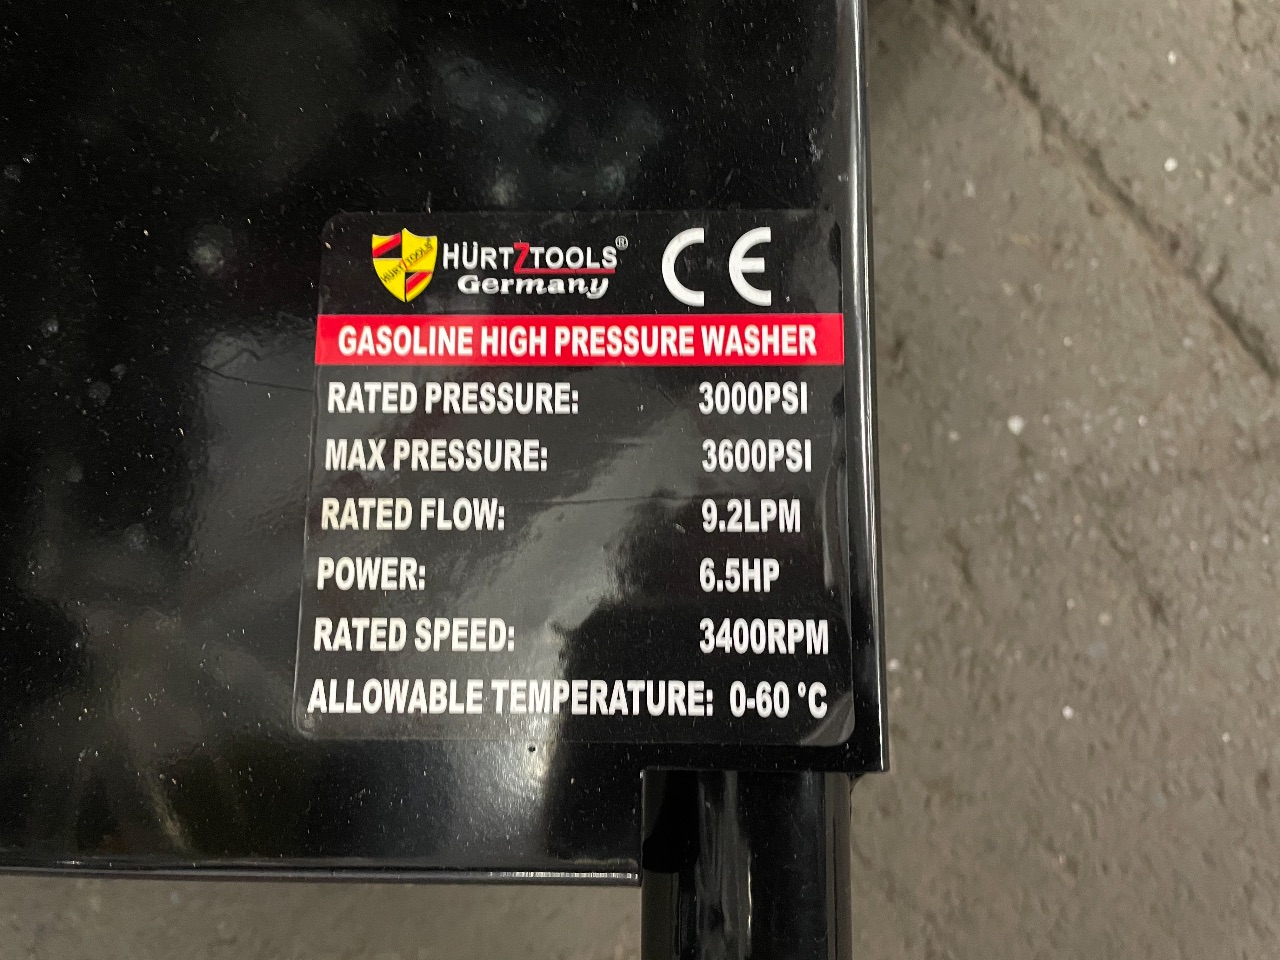 HÜRTZTOOLS
HÜRTZTOOLS®
Germany
CE
GASOLINE HIGH PRESSURE WASHER
RATED PRESSURE: 3000PSI
MAX PRESSURE: 3600PSI
RATED FLOW: 9.2LPM
POWER: 6.5HP
RATED SPEED: 3400RPM
ALLOWABLE TEMPERATURE: 0-60 °C